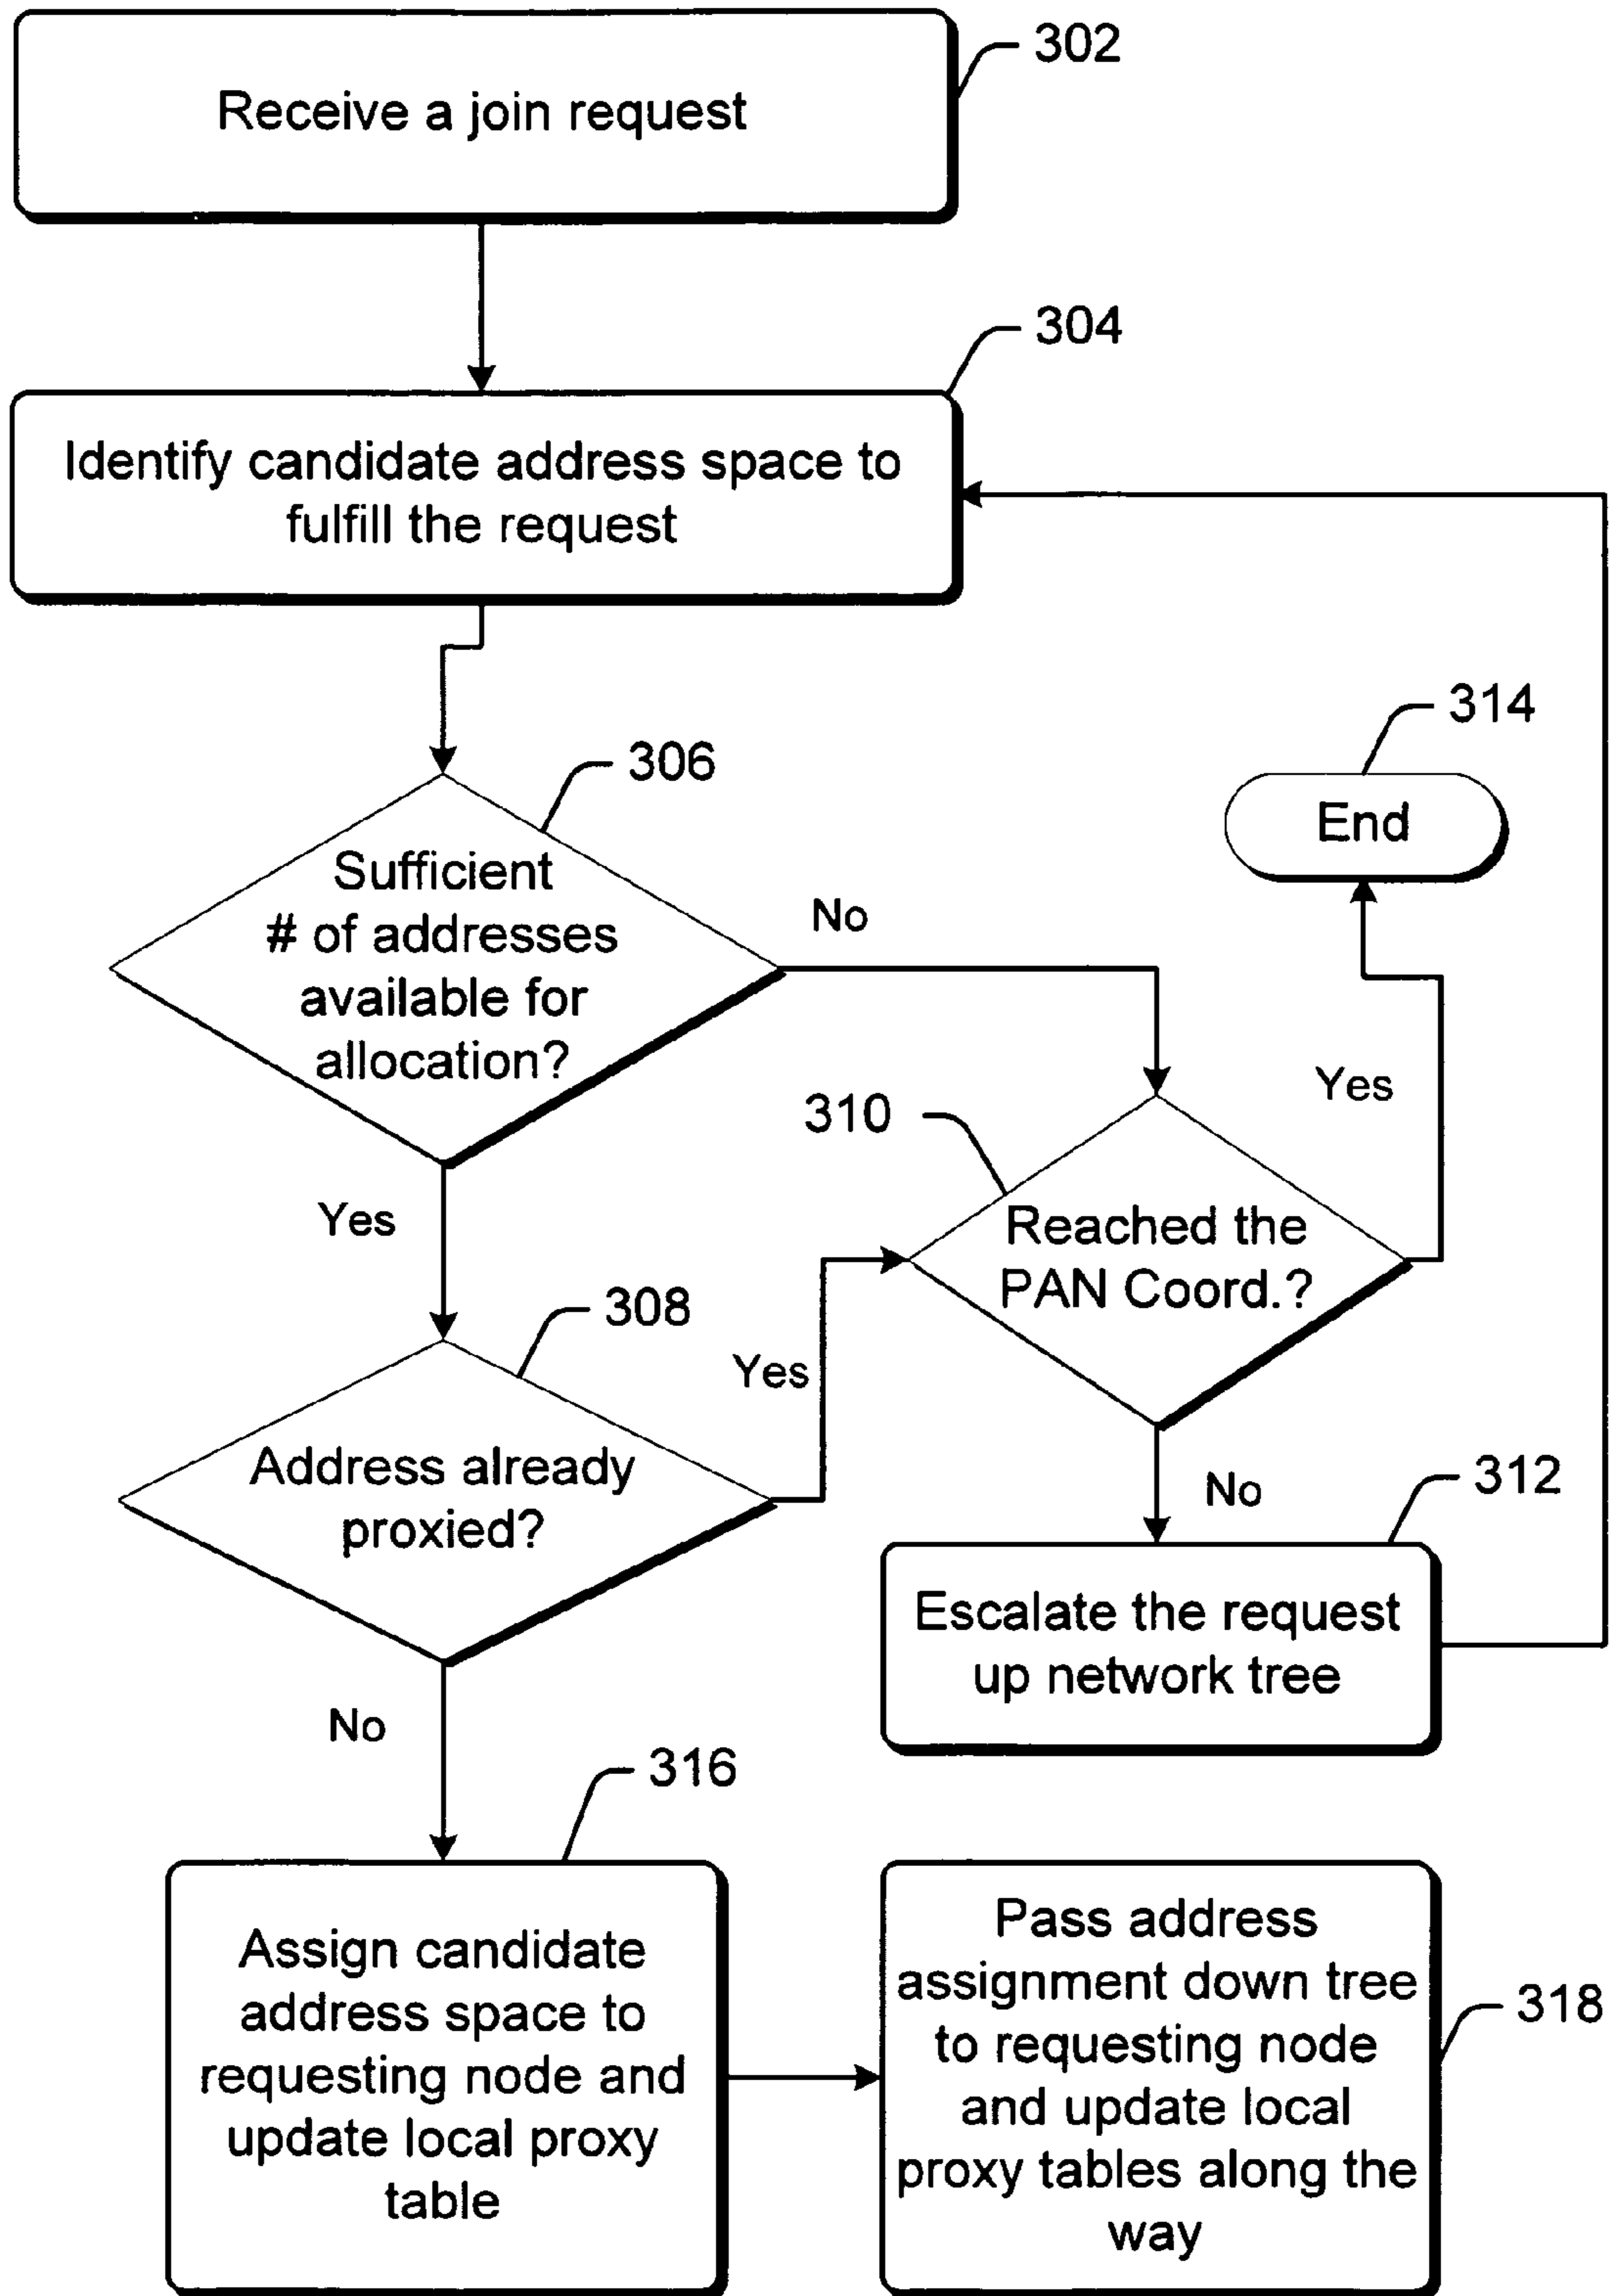 Receive a join request
302
304
Identify candidate address space to
fulfill the request
314
306
End
Sufficient
# of addresses
available for
allocation?
No
Yes
310
Reached the
PAN Coord.?
Yes
308
Yes
Address already
proxied?
No
312
Escalate the request
up network tree
No
316
Assign candidate
address space to
requesting node and
update local proxy
table
Pass address
assignment down tree
to requesting node
and update local
proxy tables along the
way
318